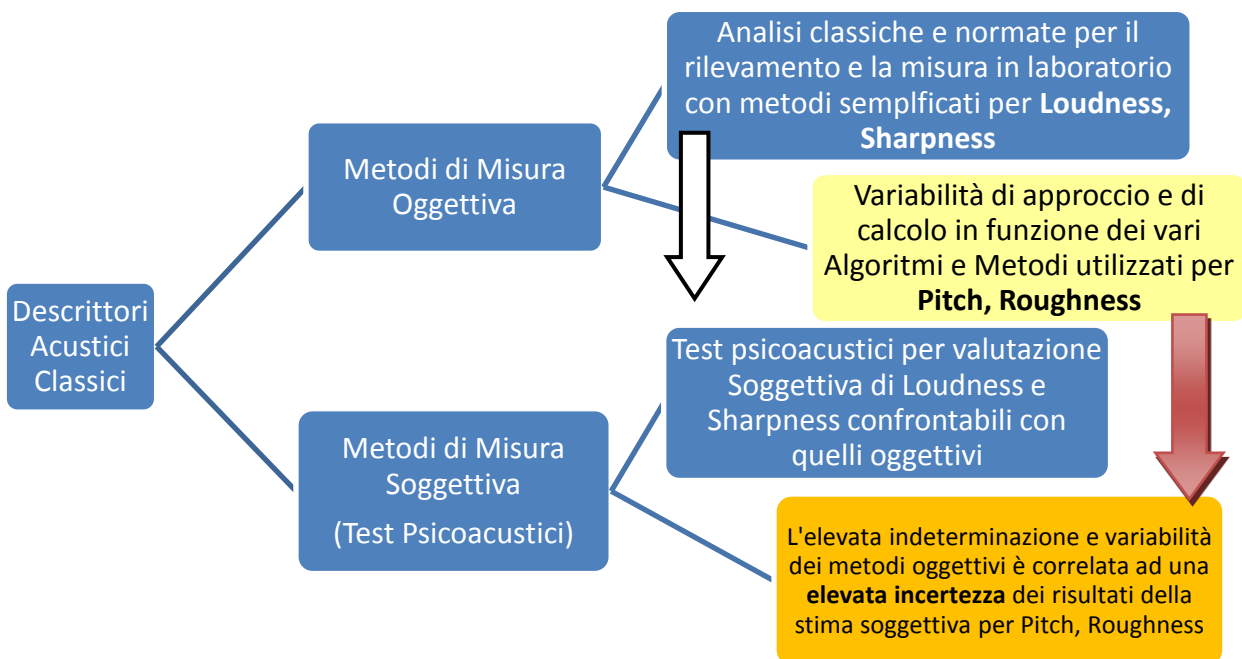 Analisi classiche e normate per il
rilevamento e la misura in laboratorio
con metodi semplficati per Loudness,
Sharpness
Metodi di Misura
Oggettiva
Variabilità di approccio e di
calcolo in funzione dei vari
Algoritmi e Metodi utilizzati per
Pitch, Roughness
Descrittori
Acustici
Classici
Test psicoacustici per valutazione
Soggettiva di Loudness e
Sharpness confrontabili con
quelli oggettivi
Metodi di Misura
Soggettiva
(Test Psicoacustici)
L'elevata indeterminazione e variabilità
dei metodi oggettivi è correlata ad una
elevata incertezza dei risultati della
stima soggettiva per Pitch, Roughness